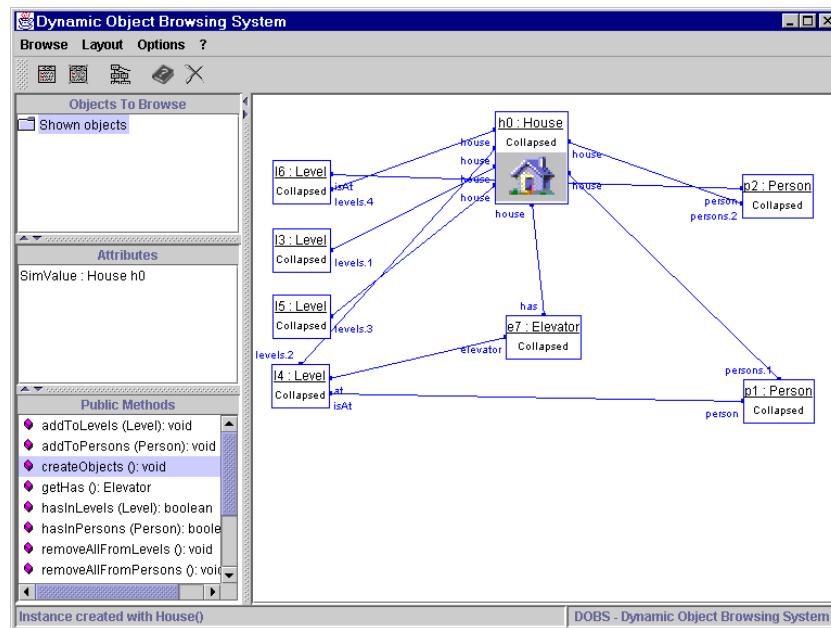 Dynamic Object Browsing System
Browse Layout Options ?
Objects To Browse
Shown objects
Attributes
SimValue : House h0
Public Methods
addToLevels (Level): void
addToPersons (Person): void
createObjects (): void
getHas (): Elevator
hasInLevels (Level): boolean
hasInPersons (Person): boole
removeAllFromLevels (): void
removeAllFromPersons (): voic
h0 : House
Collapsed
house
house
house
house
house
house
house
l6 : Level
Collapsed
isAt
levels.4
p2 : Person
Collapsed
person
persons.2
l3 : Level
Collapsed
levels.1
l5 : Level
Collapsed
levels.3
has
e7 : Elevator
Collapsed
elevator
levels.2
l4 : Level
Collapsed
at
isAt
persons.1
p1 : Person
Collapsed
person
Instance created with House()
DOBS - Dynamic Object Browsing System